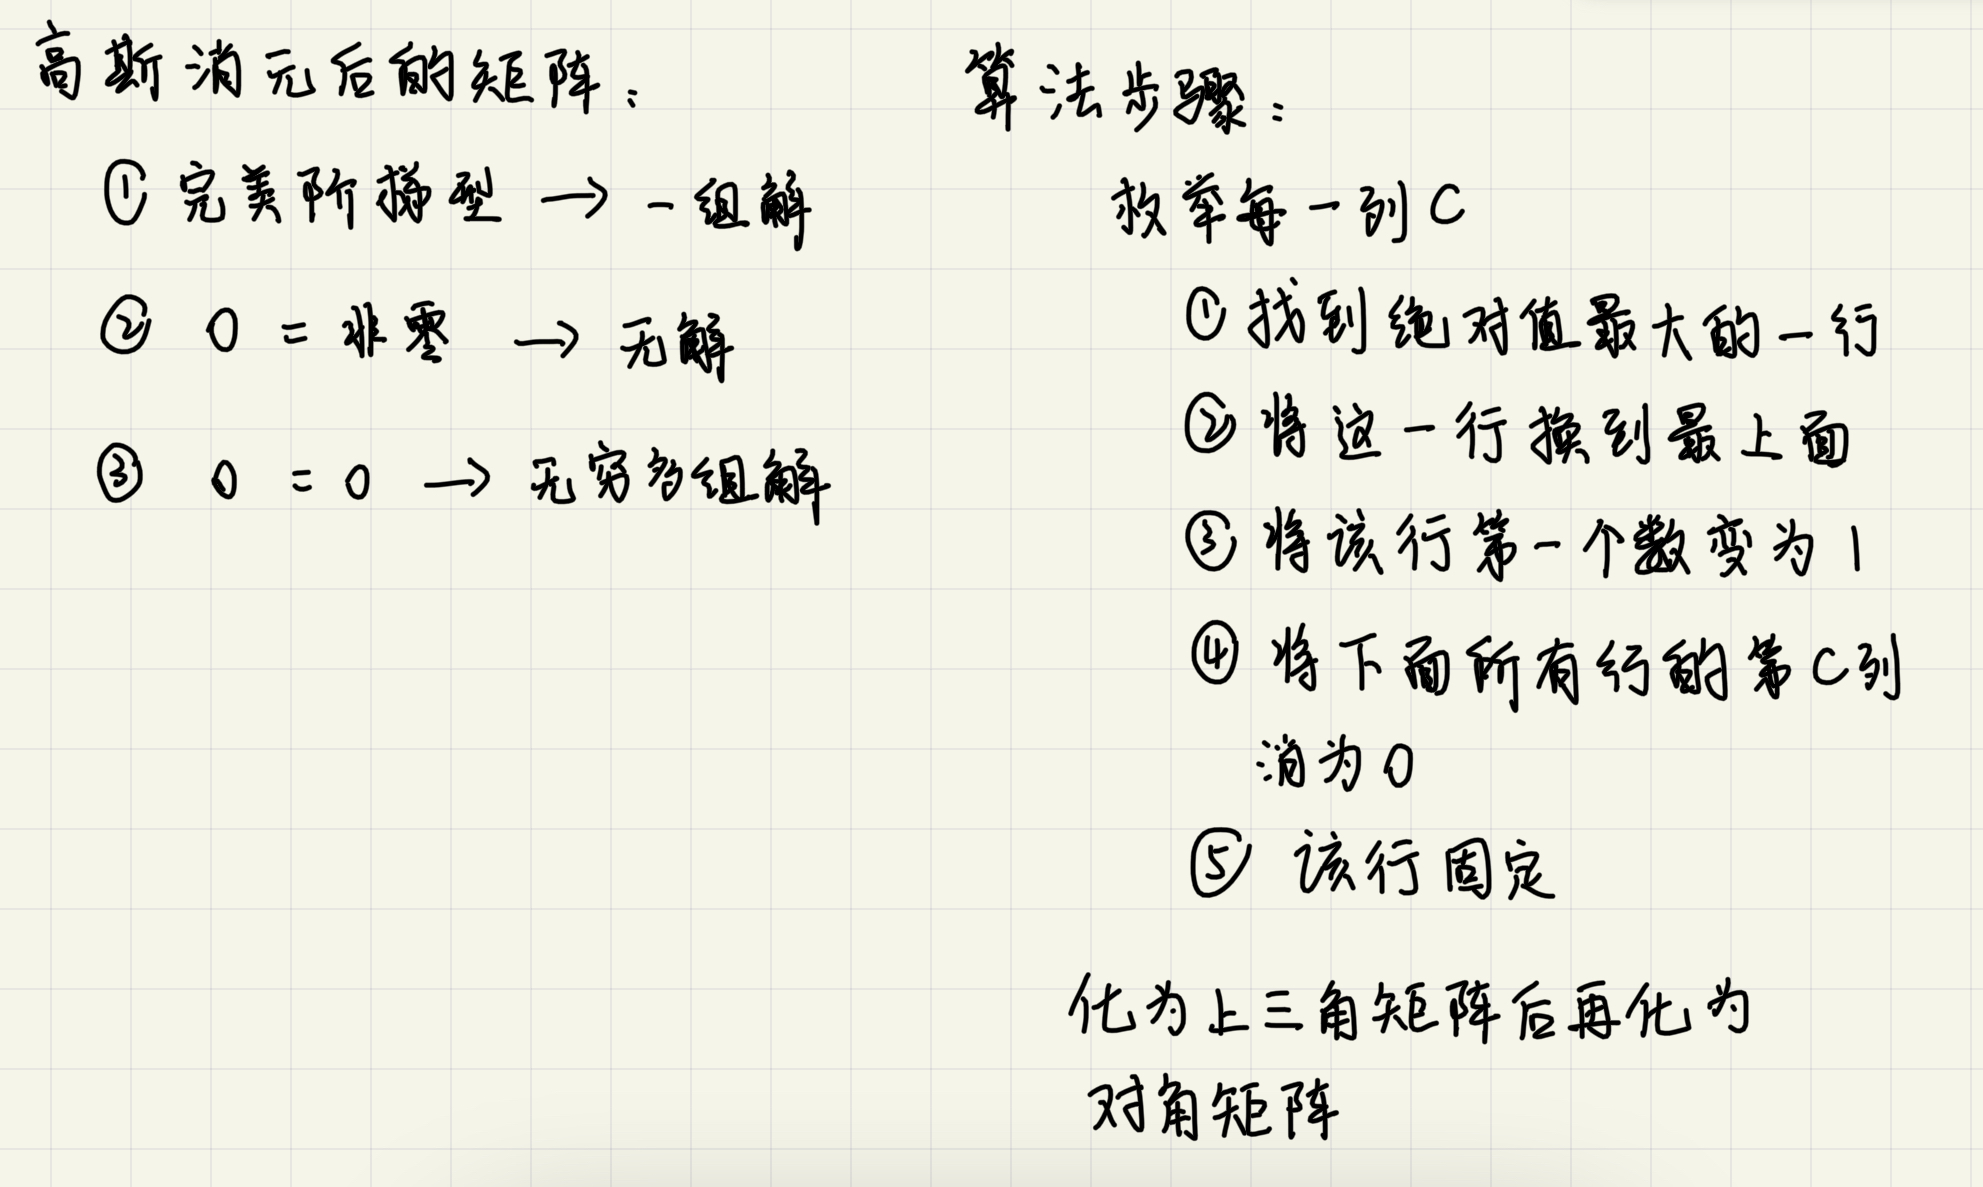 高斯消元后的矩阵：
① 完美阶梯型 → 一组解
② 0 = 非零 → 无解
③ 0 = 0 → 无穷多组解
算法步骤：
枚举每一列 C
① 找到绝对值最大的一行
② 将这一行换到最上面
③ 将该行第一个数变为 1
④ 将下面所有行的第 C 列
消为 0
⑤ 该行固定
化为上三角矩阵后再化为
对角矩阵